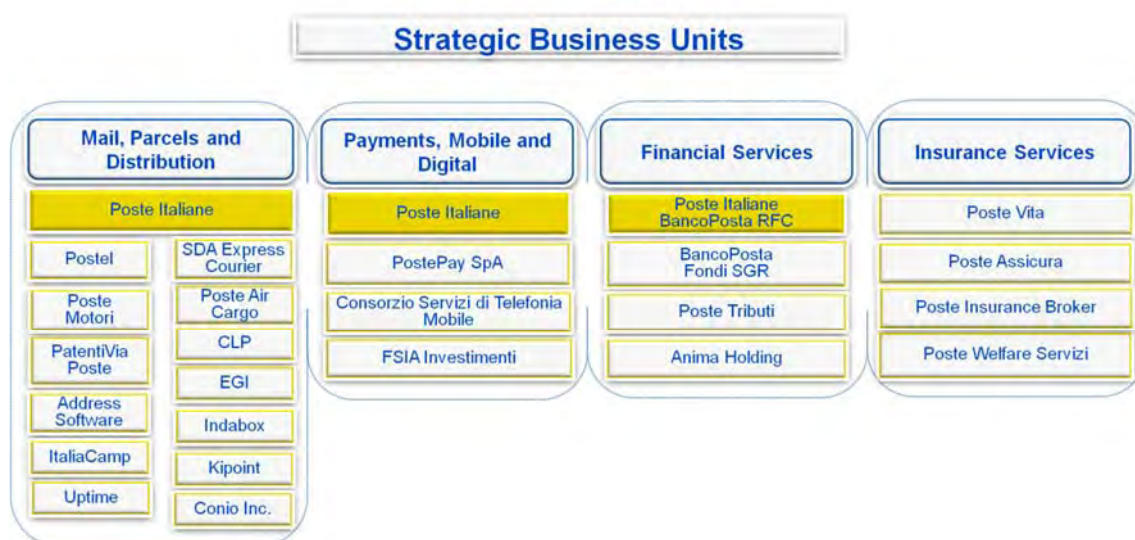 Strategic Business Units
Mail, Parcels and
Distribution
Poste Italiane
Postel
Poste
Motori
PatentiVia
Poste
Address
Software
ItaliaCamp
Uptime
SDA Express
Courier
Poste Air
Cargo
CLP
EGI
Indabox
Kipoint
Conio Inc.
Payments, Mobile and
Digital
Poste Italiane
PostePay SpA
Consorzio Servizi di Telefonia
Mobile
FSIA Investimenti
Financial Services
Poste Italiane
BancoPosta RFC
BancoPosta
Fondi SGR
Poste Tributi
Anima Holding
Insurance Services
Poste Vita
Poste Assicura
Poste Insurance Broker
Poste Welfare Servizi